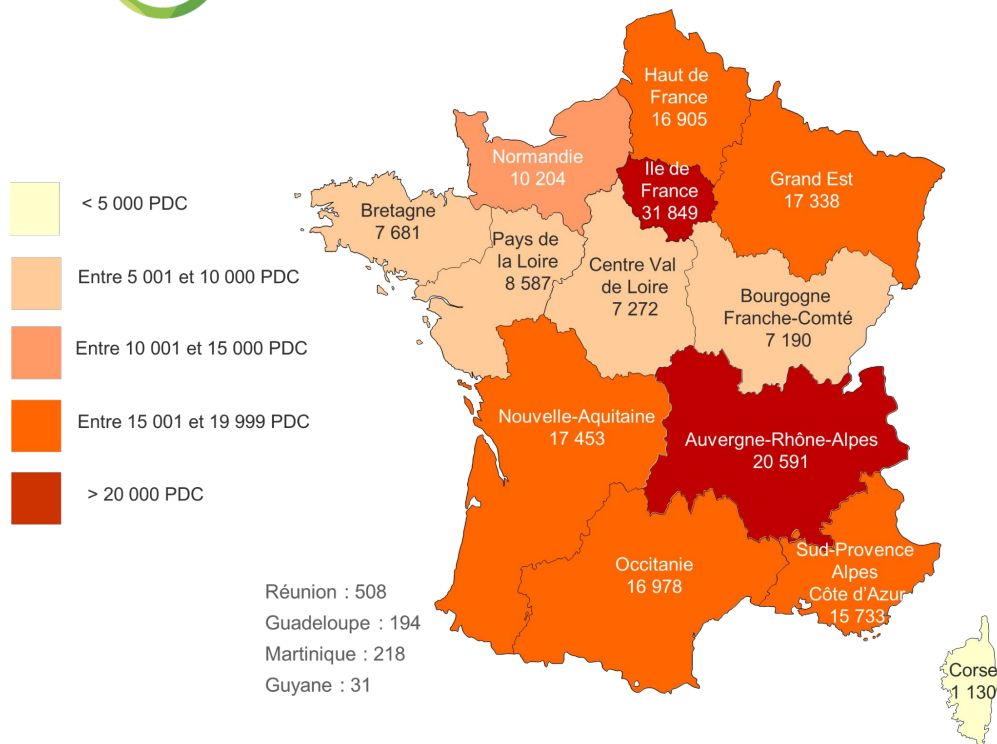 Haut de
France
16 905
Normandie
10 204
Ile de
France
31 849
Grand Est
17 338
Bretagne
7 681
Pays de
la Loire
8 587
Centre Val
de Loire
7 272
Bourgogne
Franche-Comté
7 190
Nouvelle-Aquitaine
17 453
Auvergne-Rhône-Alpes
20 591
Occitanie
16 978
Sud-Provence
Alpes
Côte d’Azur
15 733
Corse
1 130
< 5 000 PDC
Entre 5 001 et 10 000 PDC
Entre 10 001 et 15 000 PDC
Entre 15 001 et 19 999 PDC
> 20 000 PDC
Réunion : 508
Guadeloupe : 194
Martinique : 218
Guyane : 31